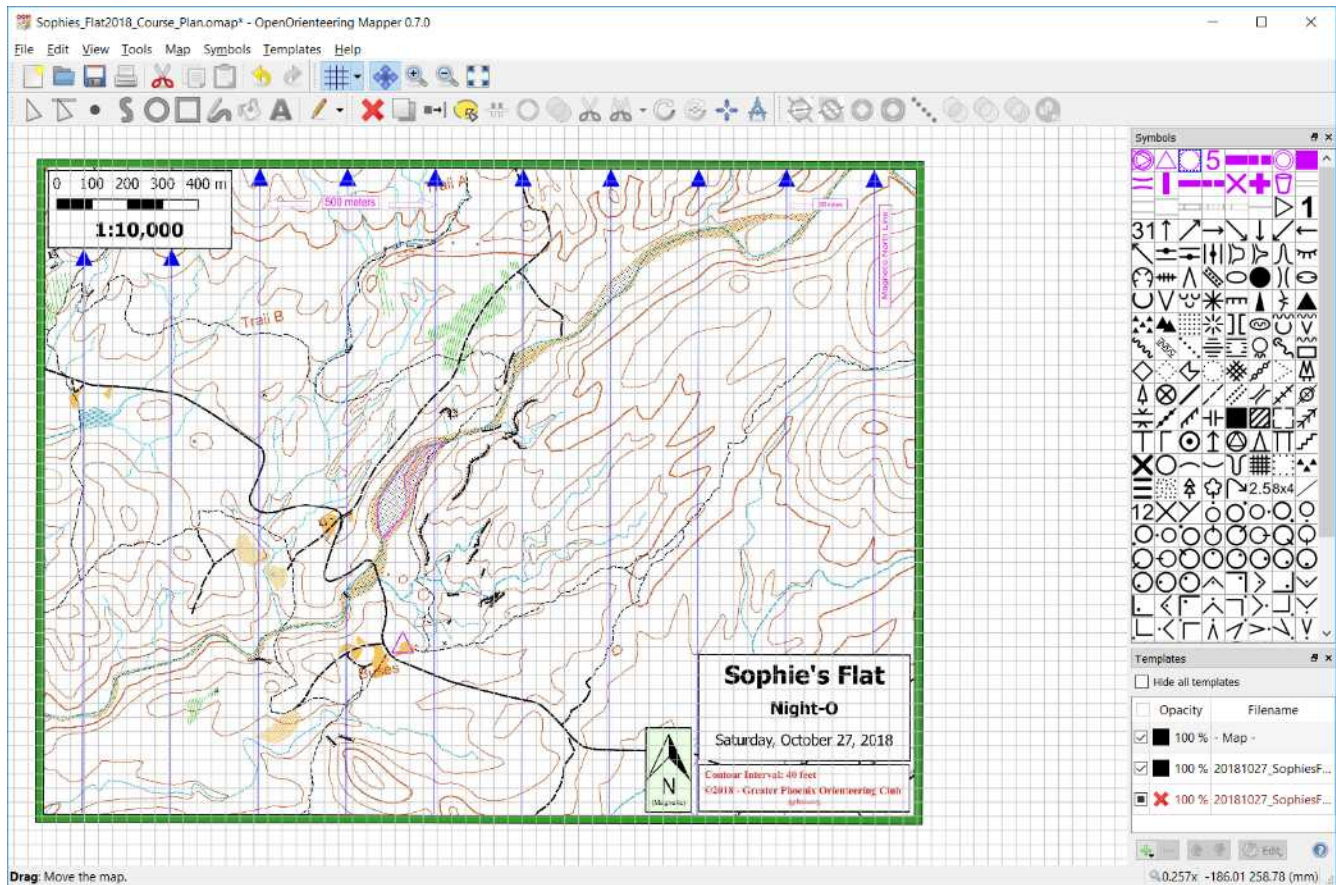 Sophies_Flat2018_Course_Plan.omap* - OpenOrienteering Mapper 0.7.0
File Edit View Tools Map Symbols Templates Help
Symbols
0 100 200 300 400 m
1:10,000
500 meters
Trail A
Trail B
Magnetic North Line
5
1
31
2.5 8x4
12
Sophie's Flat
Night-O
Saturday, October 27, 2018
Contour Interval: 40 feet
©2018 - Greater Phoenix Orienteering Club
N
(Magnetic)
Templates
Hide all templates
Opacity Filename
100 % - Map -
100 % 20181027_SophiesF...
100 % 20181027_SophiesF...
Edit
Drag: Move the map.
0.257x -186.01 258.78 (mm)